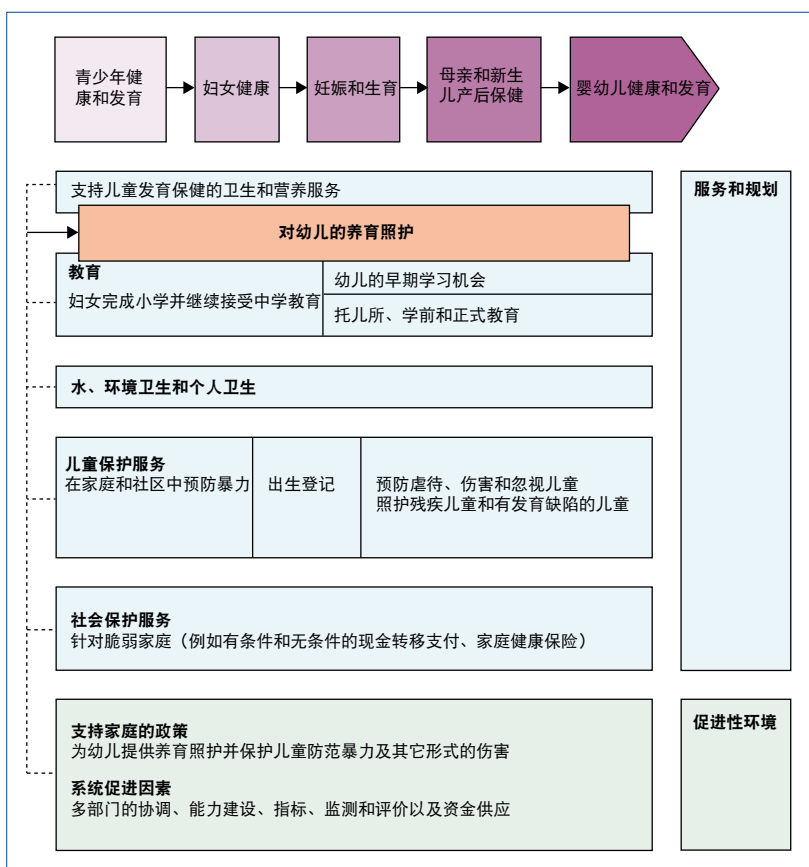 青少年健
康和发育
妇女健康
妊娠和生育
母亲和新生
儿产后保健
婴幼儿健康和发育
支持儿童发育保健的卫生和营养服务
服务和规划
对幼儿的养育照护
教育
妇女完成小学并继续接受中学教育
幼儿的早期学习机会
托儿所、学前和正式教育
水、环境卫生和个人卫生
儿童保护服务
在家庭和社区中预防暴力
出生登记
预防虐待、伤害和忽视儿童
照护残疾儿童和有发育缺陷的儿童
社会保护服务
针对脆弱家庭（例如有条件和无条件的现金转移支付、家庭健康保险）
支持家庭的政策
为幼儿提供养育照护并保护儿童防范暴力及其它形式的伤害
系统促进因素
多部门的协调、能力建设、指标、监测和评价以及资金供应
促进性环境